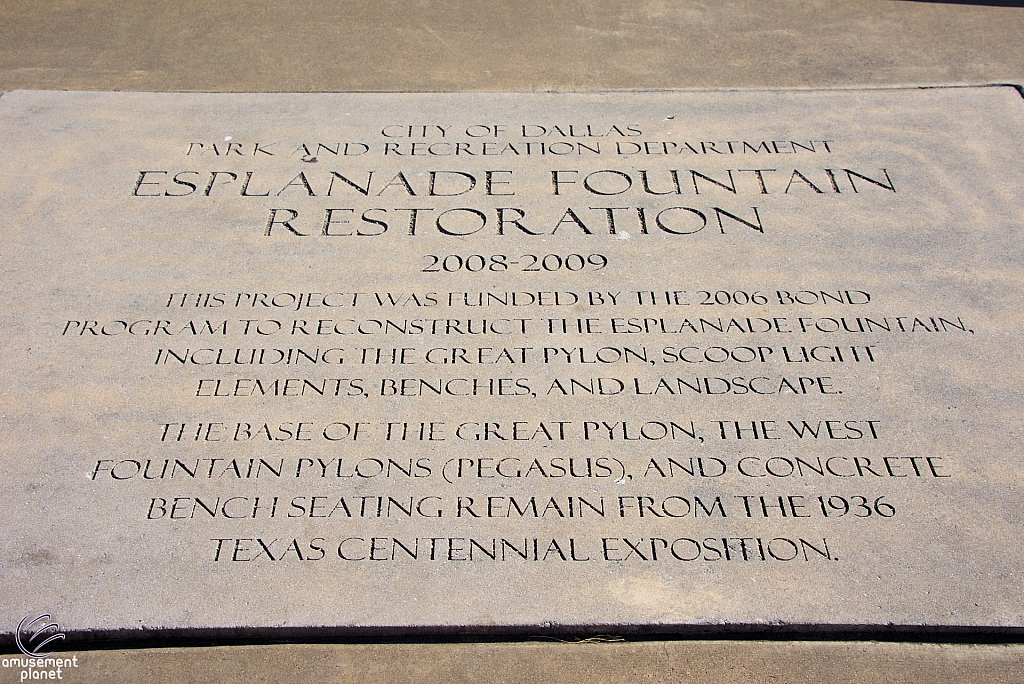 CITY OF DALLAS
PARK AND RECREATION DEPARTMENT
ESPLANADE FOUNTAIN
RESTORATION
2008-2009
THIS PROJECT WAS FUNDED BY THE 2006 BOND
PROGRAM TO RECONSTRUCT THE ESPLANADE FOUNTAIN,
INCLUDING THE GREAT PYLON, SCOOP LIGHT
ELEMENTS, BENCHES, AND LANDSCAPE.
THE BASE OF THE GREAT PYLON, THE WEST
FOUNTAIN PYLONS (PEGASUS), AND CONCRETE
BENCH SEATING REMAIN FROM THE 1936
TEXAS CENTENNIAL EXPOSITION.
amusement
planet